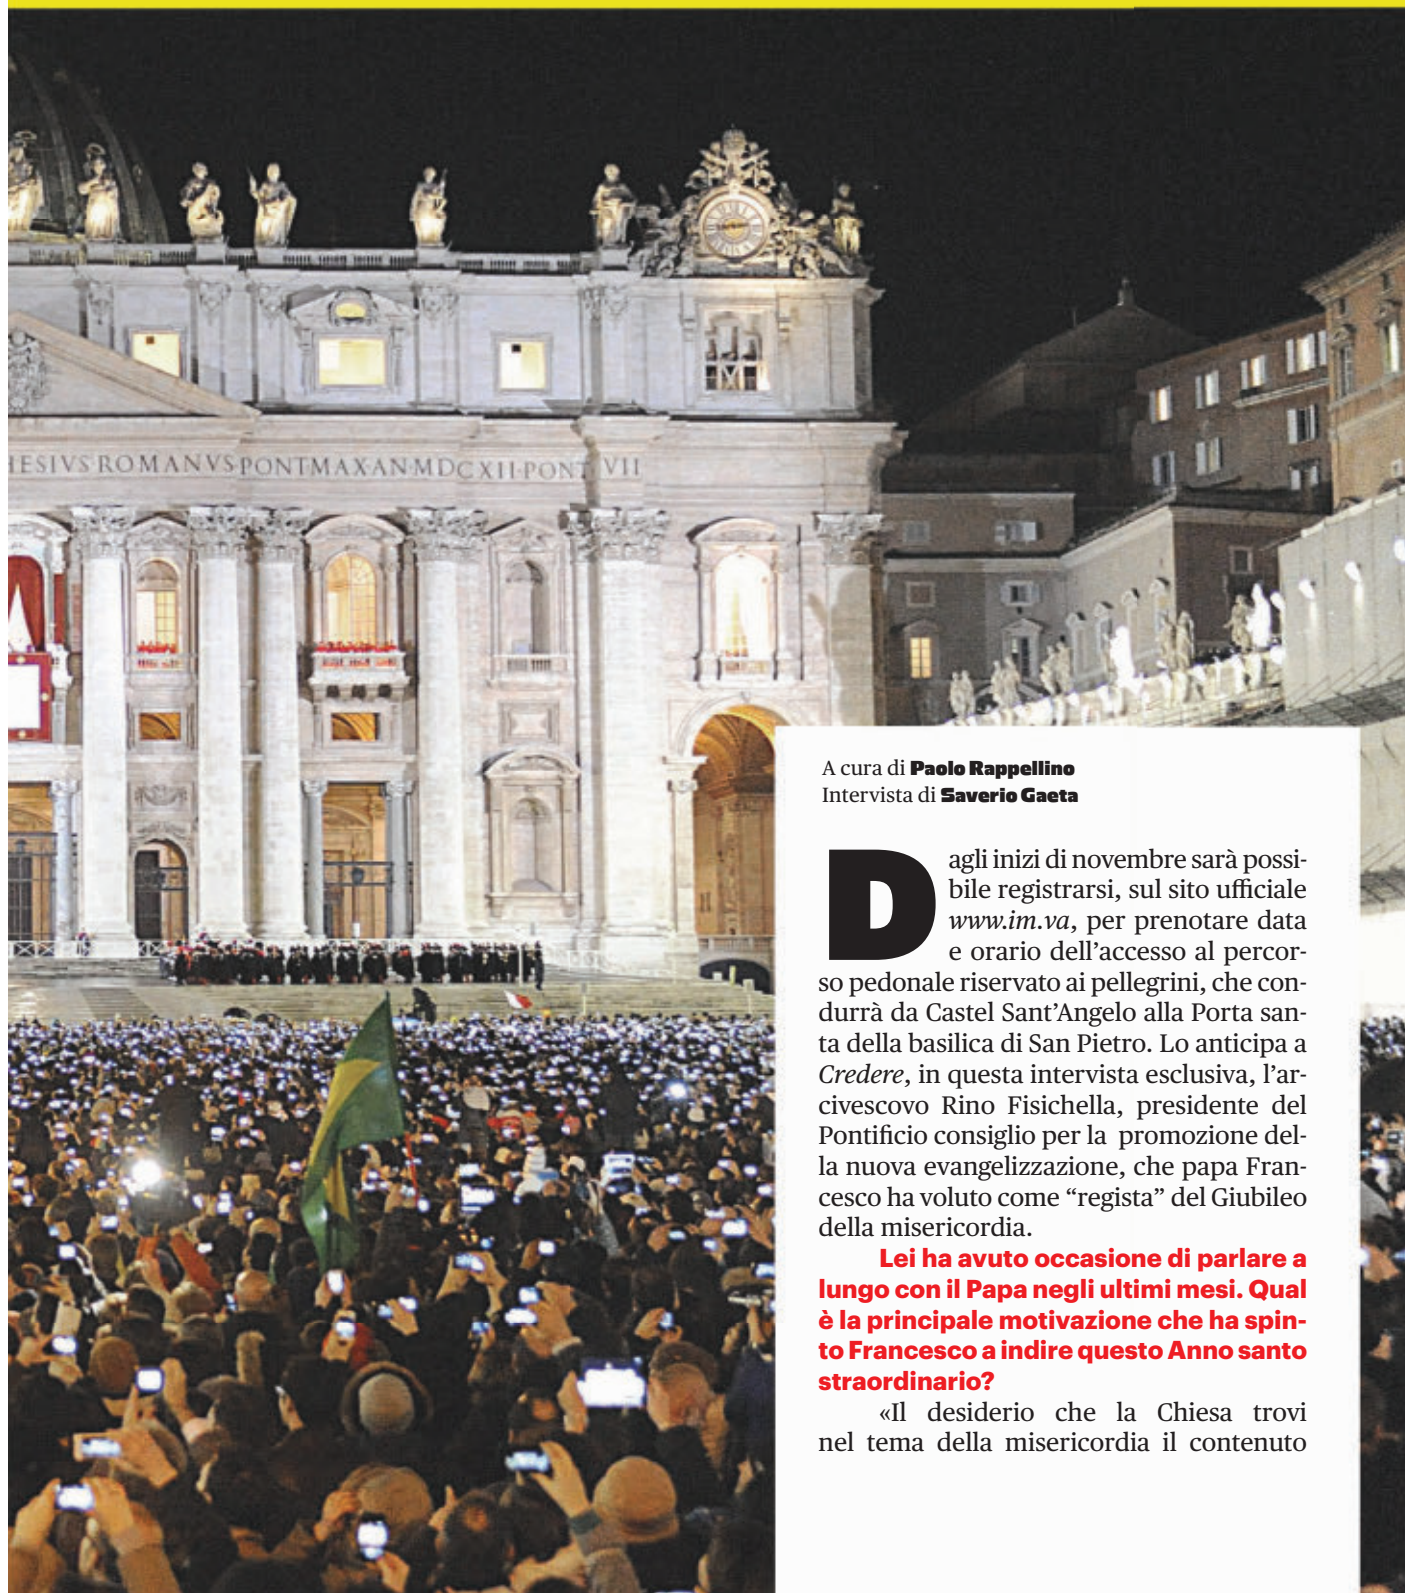 HESIVS ROMANVS PONT MAX AN MDCXII PONT VII
A cura di Paolo Rappellino
Intervista di Saverio Gaeta
Dagli inizi di novembre sarà possi-
bile registrarsi, sul sito ufficiale
www.im.va, per prenotare data
e orario dell’accesso al percor-
so pedonale riservato ai pellegrini, che con-
durrà da Castel Sant’Angelo alla Porta san-
ta della basilica di San Pietro. Lo anticipa a
Credere, in questa intervista esclusiva, l’ar-
civescovo Rino Fisichella, presidente del
Pontificio consiglio per la promozione del-
la nuova evangelizzazione, che papa Fran-
cesco ha voluto come “regista” del Giubileo
della misericordia.
Lei ha avuto occasione di parlare a
lungo con il Papa negli ultimi mesi. Qual
è la principale motivazione che ha spin-
to Francesco a indire questo Anno santo
straordinario?
«Il desiderio che la Chiesa trovi
nel tema della misericordia il contenuto